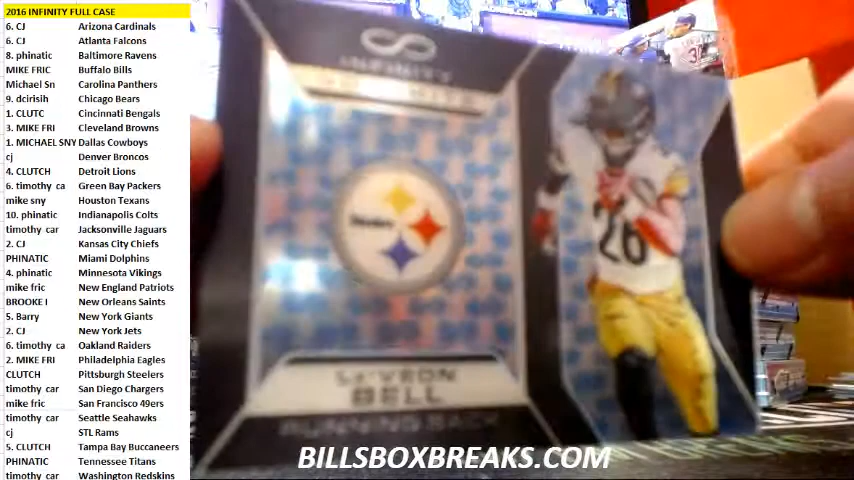 2016 INFINITY FULL CASE
6. CJ Arizona Cardinals
6. CJ Atlanta Falcons
8. phinatic Baltimore Ravens
MIKE FRIC Buffalo Bills
Michael Sn Carolina Panthers
9. dcirisih Chicago Bears
1. CLUTC Cincinnati Bengals
3. MIKE FRI Cleveland Browns
1. MICHAEL SNY Dallas Cowboys
cj Denver Broncos
4. CLUTCH Detroit Lions
6. timothy ca Green Bay Packers
mike sny Houston Texans
10. phinatic Indianapolis Colts
timothy car Jacksonville Jaguars
2. CJ Kansas City Chiefs
PHINATIC Miami Dolphins
4. phinatic Minnesota Vikings
mike fric New England Patriots
BROOKE I New Orleans Saints
5. Barry New York Giants
2. CJ New York Jets
6. timothy ca Oakland Raiders
2. MIKE FRI Philadelphia Eagles
CLUTCH Pittsburgh Steelers
timothy car San Diego Chargers
mike fric San Francisco 49ers
timothy car Seattle Seahawks
cj STL Rams
5. CLUTCH Tampa Bay Buccaneers
PHINATIC Tennessee Titans
timothy car Washington Redskins
INFINITY
Steelers
26
Le'VEON
BELL
RUNNING BACK
BILLSBOXBREAKS.COM